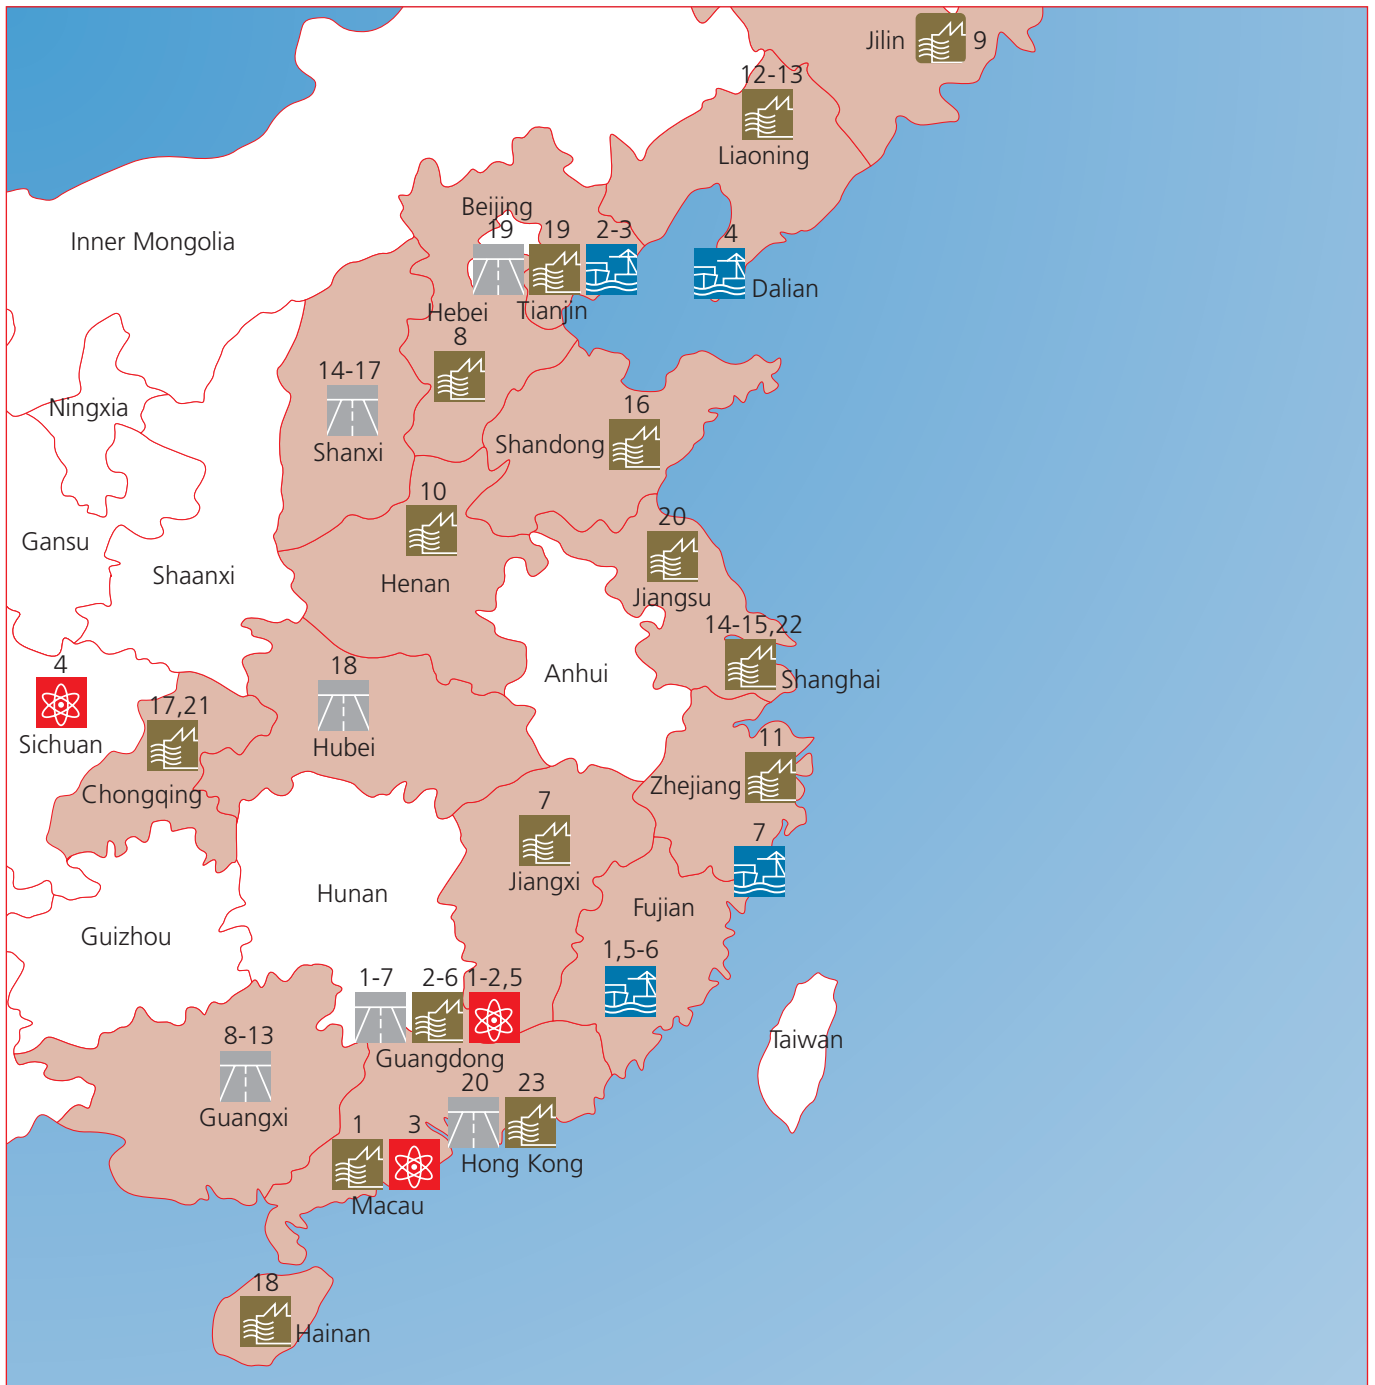 Jilin 9
12-13
Liaoning
Beijing
19 19 2-3 4
Inner Mongolia
Dalian
Hebei Tianjin
8
14-17
Ningxia
16
Shanxi
Shandong
10
20
Gansu
Shaanxi
Henan
Jiangsu
14-15,22
4
18
Anhui
Shanghai
17,21
Sichuan
Hubei
11
Chongqing
Zhejiang
7
7
Jiangxi
Hunan
Fujian
Guizhou
1,5-6
1-7 2-6 1-2,5
8-13
Taiwan
Guangdong
20 23
Guangxi
1 3
Hong Kong
Macau
18
Hainan